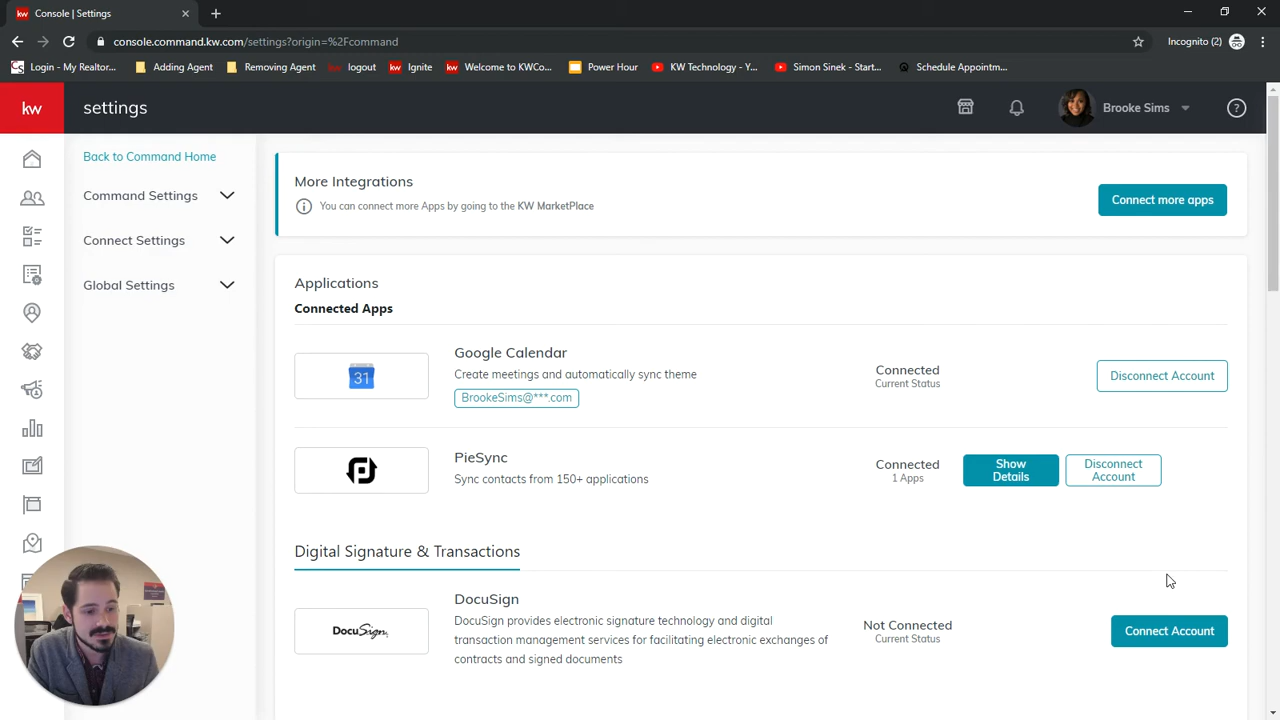 kw Console | Settings
console.command.kw.com/settings?origin=%2Fcommand
Incognito (2)
Login - My Realtor...
Adding Agent
Removing Agent
logout
Ignite
Welcome to KWCo...
Power Hour
KW Technology - Y...
Simon Sinek - Start...
Schedule Appointm...
kw
settings
Brooke Sims
Back to Command Home
Command Settings
Connect Settings
Global Settings
More Integrations
You can connect more Apps by going to the KW MarketPlace
Connect more apps
Applications
Connected Apps
31
Google Calendar
Create meetings and automatically sync theme
BrookeSims@***.com
Connected
Current Status
Disconnect Account
PieSync
Sync contacts from 150+ applications
Connected
1 Apps
Show
Details
Disconnect
Account
Digital Signature & Transactions
DocuSign
DocuSign
DocuSign provides electronic signature technology and digital
transaction management services for facilitating electronic exchanges of
contracts and signed documents
Not Connected
Current Status
Connect Account